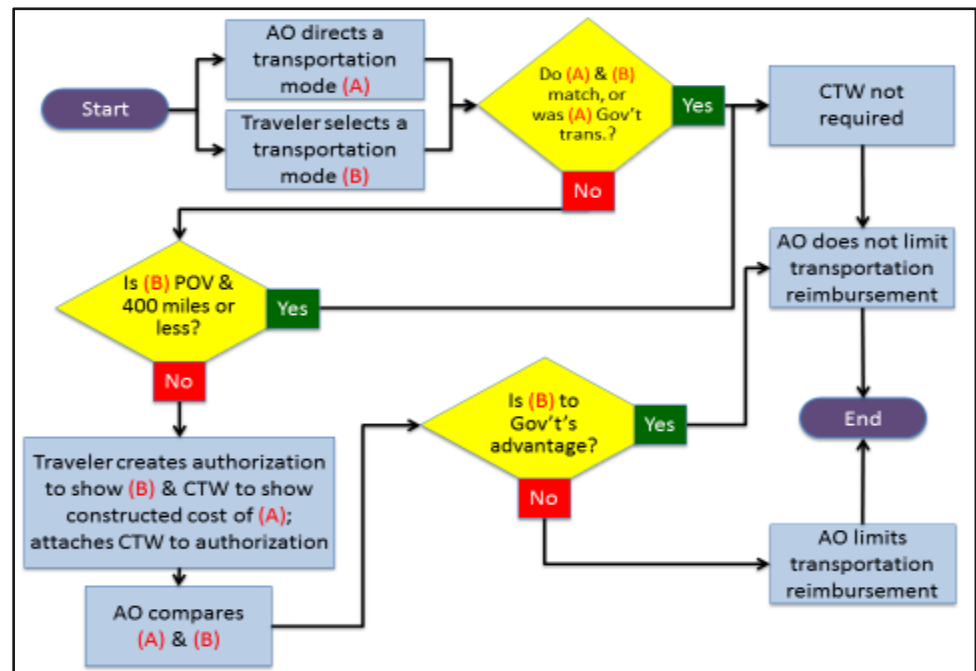 Start
AO directs a
transportation
mode (A)
Traveler selects a
transportation
mode (B)
Do (A) & (B)
match, or
was (A) Gov't
trans.?
Yes
No
CTW not
required
Is (B) POV &
400 miles or
less?
Yes
No
AO does not limit
transportation
reimbursement
Traveler creates authorization
to show (B) & CTW to show
constructed cost of (A);
attaches CTW to authorization
AO compares
(A) & (B)
Is (B) to
Gov't's
advantage?
Yes
No
AO limits
transportation
reimbursement
End